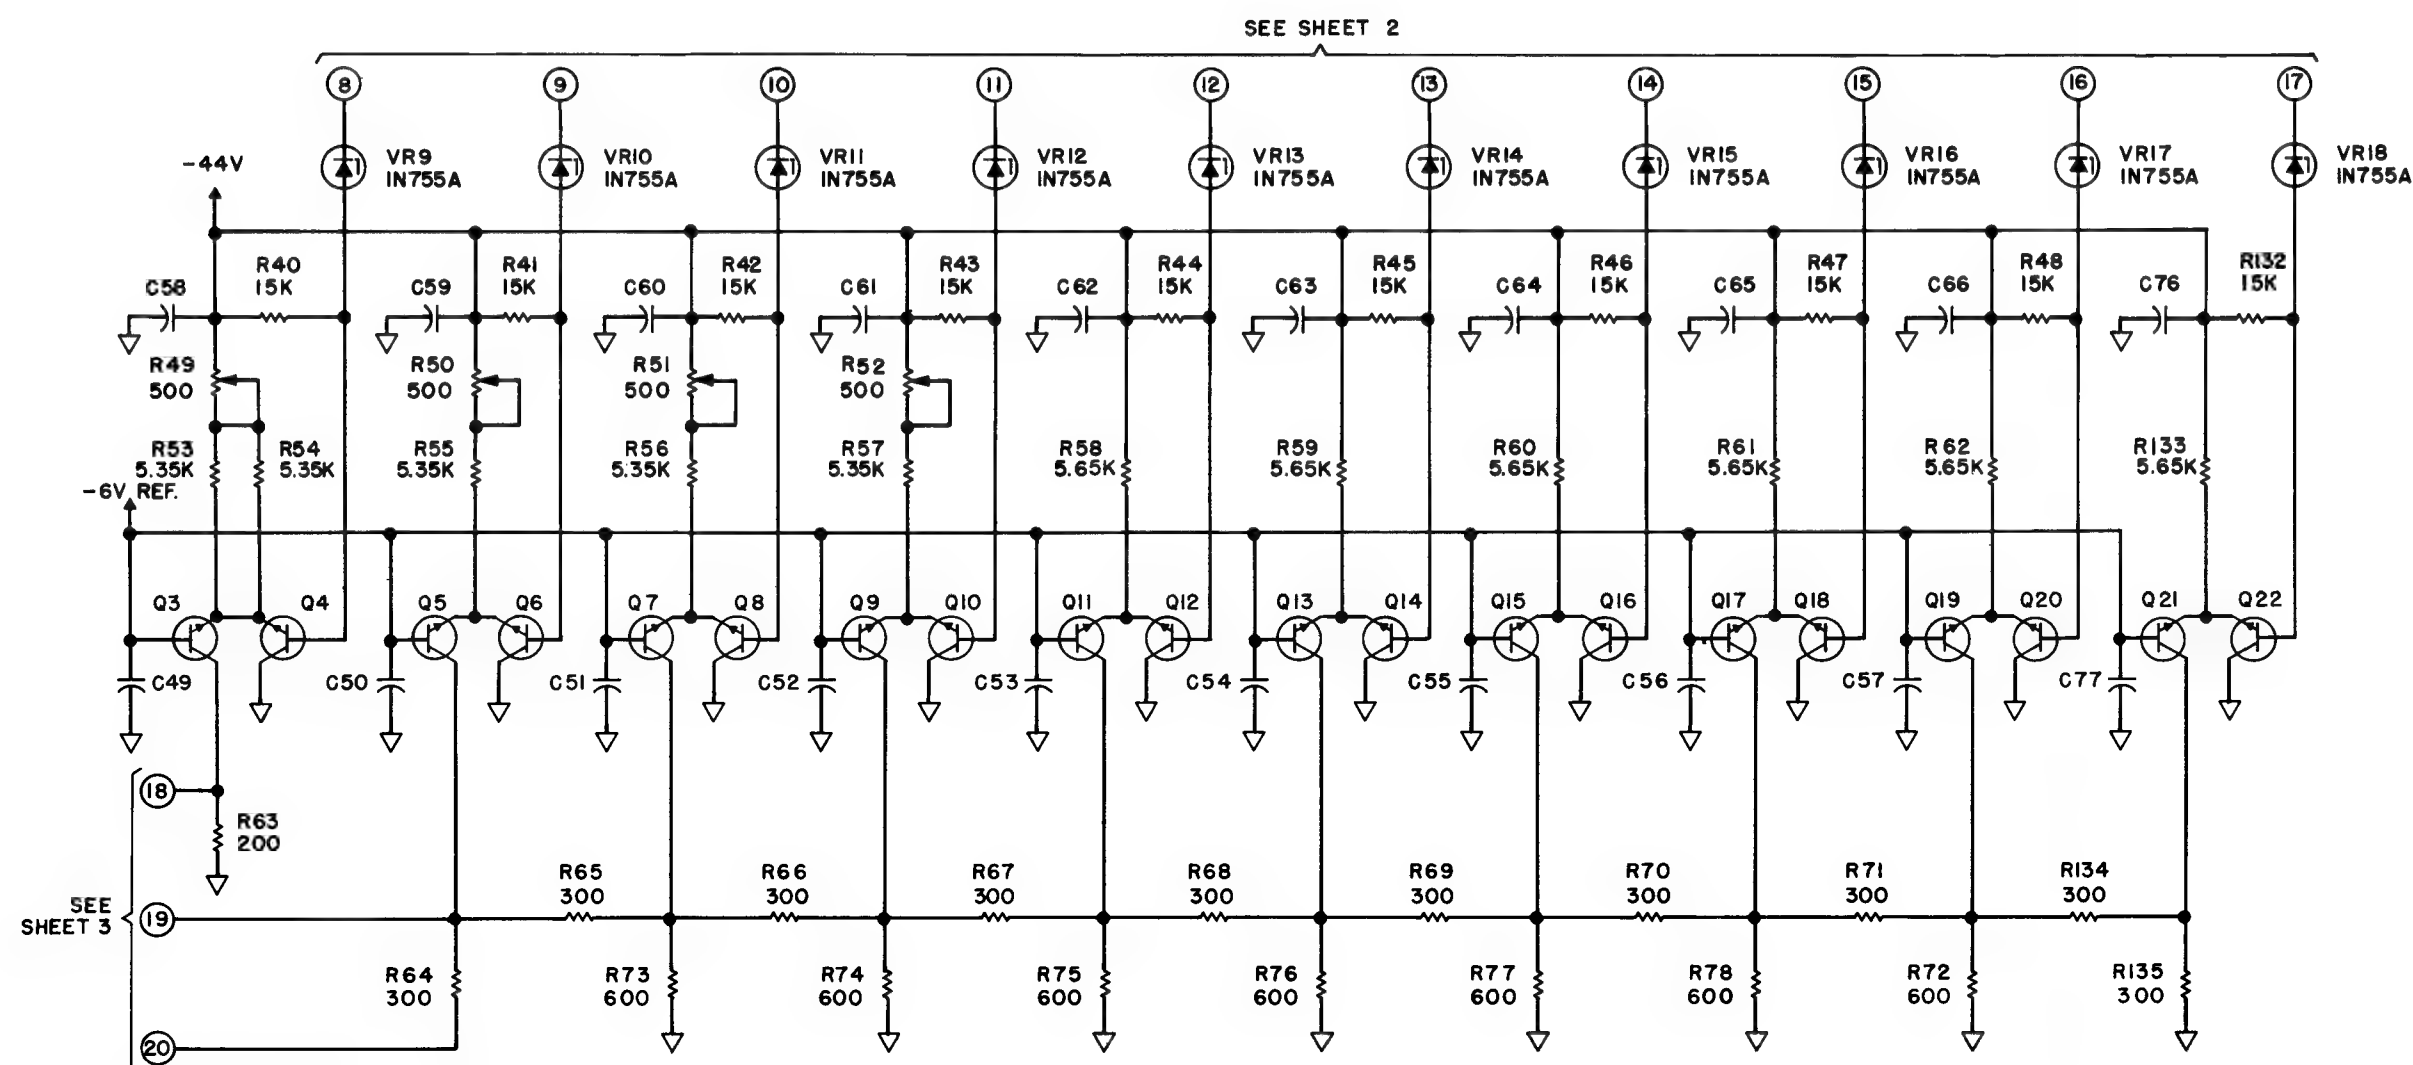 SEE SHEET 2
8 9 10 11 12 13 14 15 16 17
VR9 VR10 VR11 VR12 VR13 VR14 VR15 VR16 VR17 VR18
IN755A IN755A IN755A IN755A IN755A IN755A IN755A IN755A IN755A IN755A
-44V
R40 R41 R42 R43 R44 R45 R46 R47 R48 R132
15K 15K 15K 15K 15K 15K 15K 15K 15K 15K
C58 C59 C60 C61 C62 C63 C64 C65 C66 C76
R49 R50 R51 R52
500 500 500 500
R53 R54 R55 R56 R57 R58 R59 R60 R61 R62 R133
5.35K 5.35K 5.35K 5.35K 5.35K 5.65K 5.65K 5.65K 5.65K 5.65K 5.65K
-6V REF.
Q3 Q4 Q5 Q6 Q7 Q8 Q9 Q10 Q11 Q12 Q13 Q14 Q15 Q16 Q17 Q18 Q19 Q20 Q21 Q22
C49 C50 C51 C52 C53 C54 C55 C56 C57 C77
18
R63
200
R65 R66 R67 R68 R69 R70 R71 R134
300 300 300 300 300 300 300 300
SEE
SHEET 3
19
R64 R73 R74 R75 R76 R77 R78 R72 R135
300 600 600 600 600 600 600 600 300
20